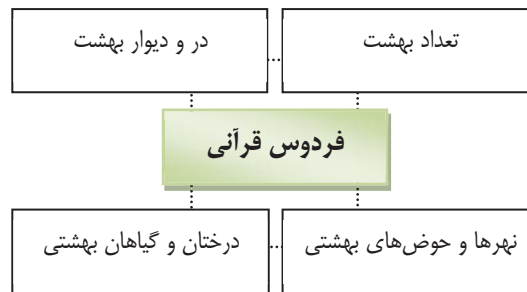 تعداد بهشت
در و دیوار بهشت
فردوس قرآنی
نهرها و حوض‌های بهشتی
درختان و گیاهان بهشتی